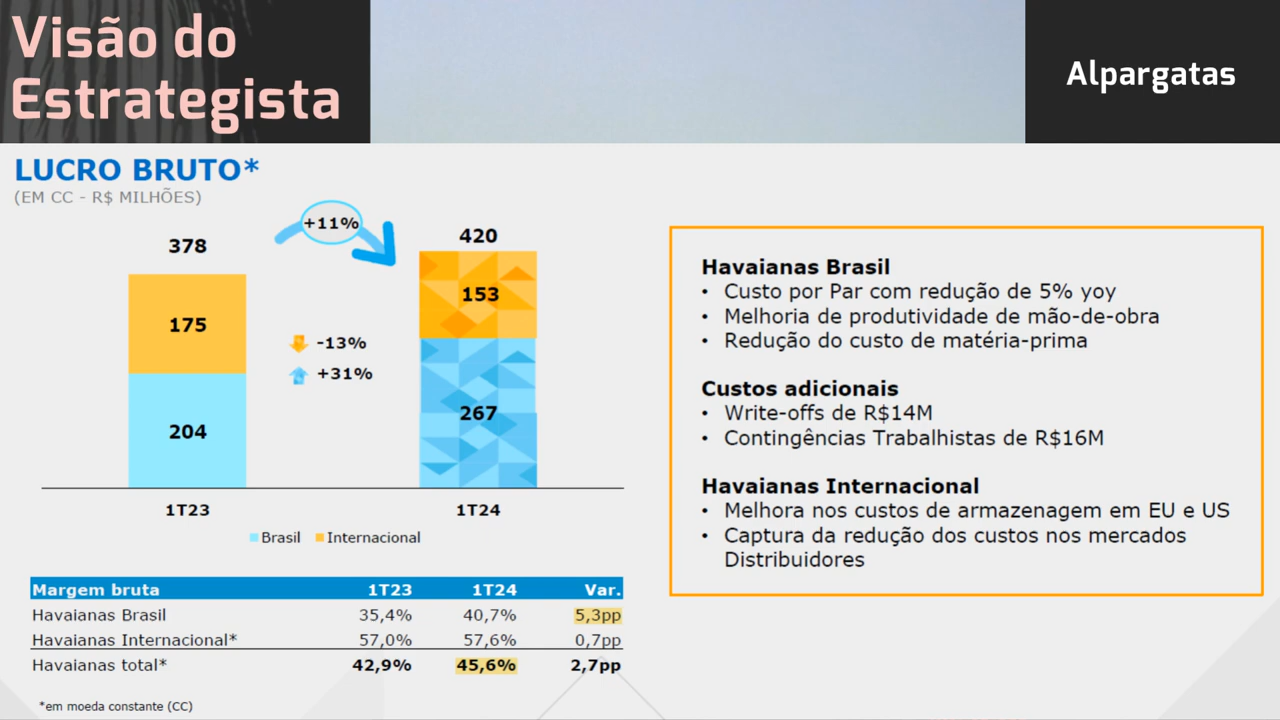 Visão do
Estrategista
Alpargatas
LUCRO BRUTO*
(EM CC - R$ MILHÕES)
+11%
378
420
175
153
-13%
+31%
204
267
1T23
1T24
Brasil
Internacional
Margem bruta 1T23 1T24 Var.
Havaianas Brasil 35,4% 40,7% 5,3pp
Havaianas Internacional* 57,0% 57,6% 0,7pp
Havaianas total* 42,9% 45,6% 2,7pp
*em moeda constante (CC)
Havaianas Brasil
• Custo por Par com redução de 5% yoy
• Melhoria de produtividade de mão-de-obra
• Redução do custo de matéria-prima
Custos adicionais
• Write-offs de R$14M
• Contingências Trabalhistas de R$16M
Havaianas Internacional
• Melhora nos custos de armazenagem em EU e US
• Captura da redução dos custos nos mercados
Distribuidores